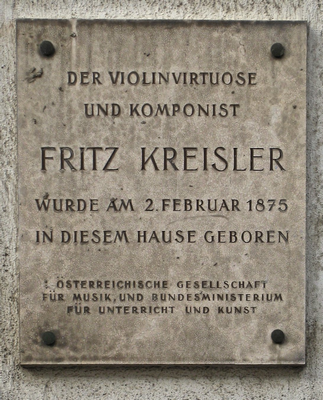 DER VIOLINVIRTUOSE
UND KOMPONIST
FRITZ KREISLER
WURDE AM 2. FEBRUAR 1875
IN DIESEM HAUSE GEBOREN
ÖSTERREICHISCHE GESELLSCHAFT
FÜR MUSIK, UND BUNDESMINISTERIUM
FÜR UNTERRICHT UND KUNST